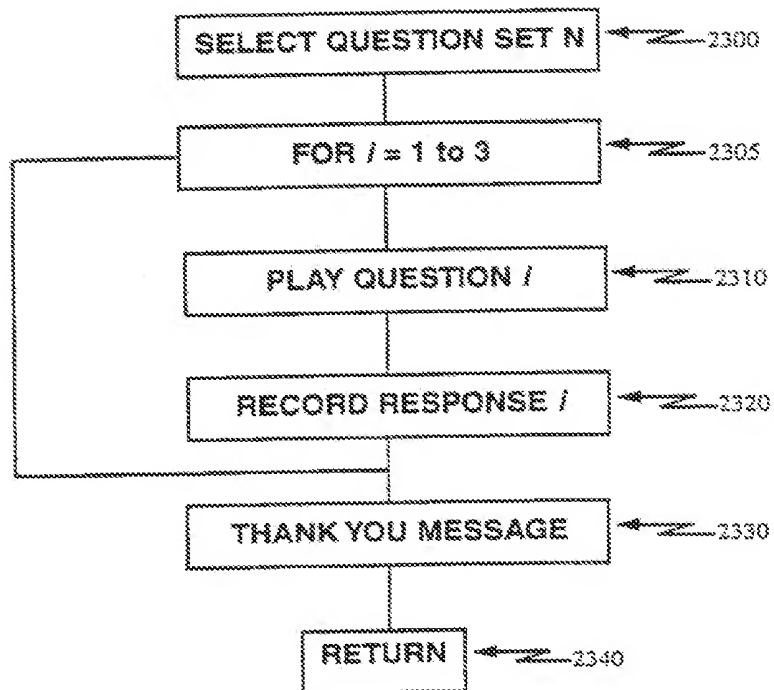 SELECT QUESTION SET N 2300
FOR I = 1 to 3 2305
PLAY QUESTION I 2310
RECORD RESPONSE I 2320
THANK YOU MESSAGE 2330
RETURN 2340